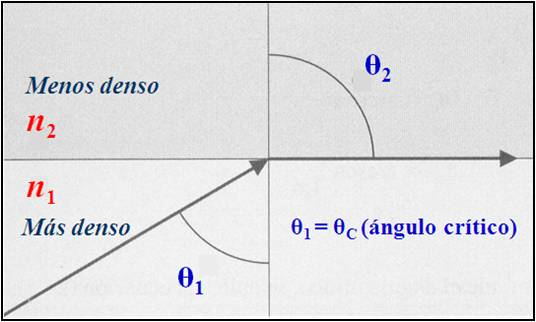 Menos denso
n2
θ2
n1
Más denso
θ1 = θC (ángulo crítico)
θ1